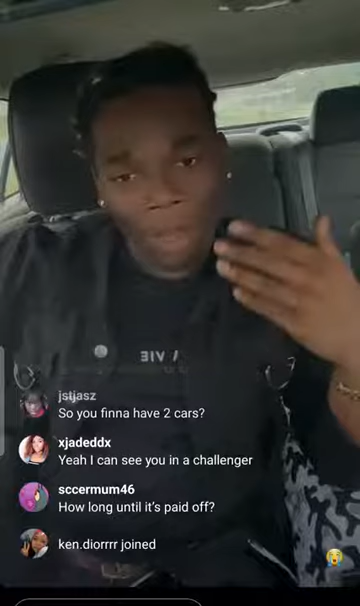 jstjasz
So you finna have 2 cars?
xjadeddx
Yeah I can see you in a challenger
sccermum46
How long until it's paid off?
ken.diorrrr joined